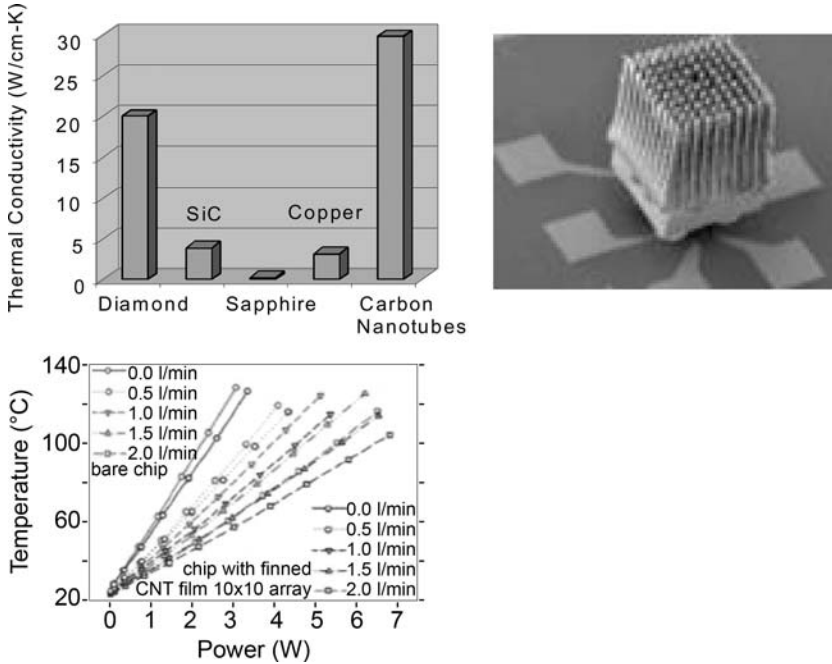 Thermal Conductivity (W/cm-K)
30
25
20
15
10
5
0
SiC
Copper
Diamond
Sapphire
Carbon
Nanotubes
Temperature (°C)
140
100
60
20
0.0 l/min
0.5 l/min
1.0 l/min
1.5 l/min
2.0 l/min
bare chip
0.0 l/min
0.5 l/min
1.0 l/min
chip with finned
1.5 l/min
CNT film 10x10 array
2.0 l/min
0 1 2 3 4 5 6 7
Power (W)